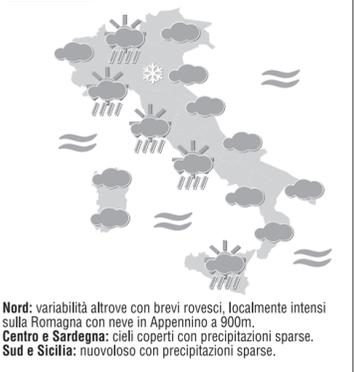 Nord: variabilità altrove con brevi rovesci, localmente intensi
sulla Romagna con neve in Appennino a 900m.
Centro e Sardegna: cieli coperti con precipitazioni sparse.
Sud e Sicilia: nuovoloso con precipitazioni sparse.